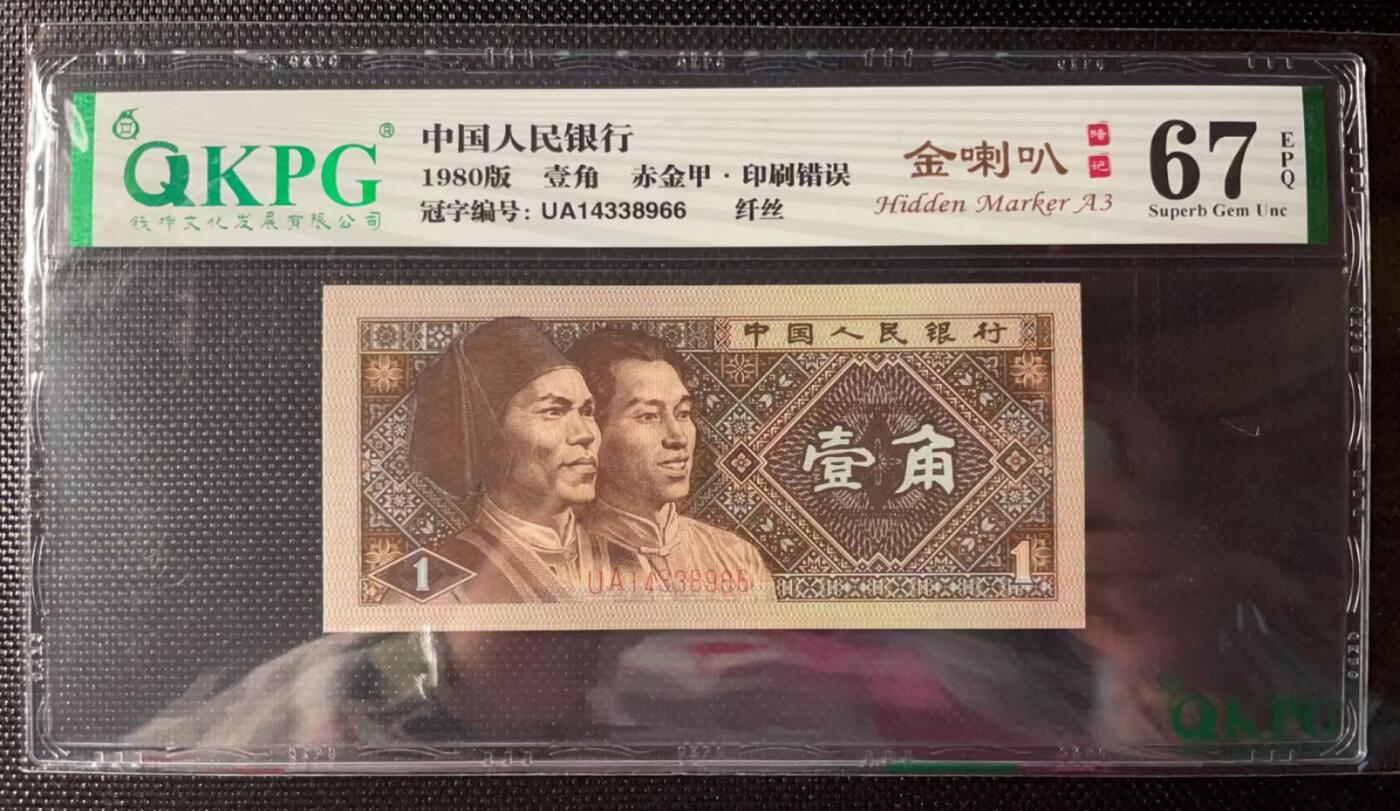 QKPG®
钱坤文化发展有限公司
中国人民银行
1980版 壹角 赤金甲·印刷错误
冠字编号: UA14338966 纤丝
金喇叭
暗记
Hidden Marker A3
67
EPQ
Superb Gem Unc
中国人民银行
壹角
1
1
UA14338966
QKPG